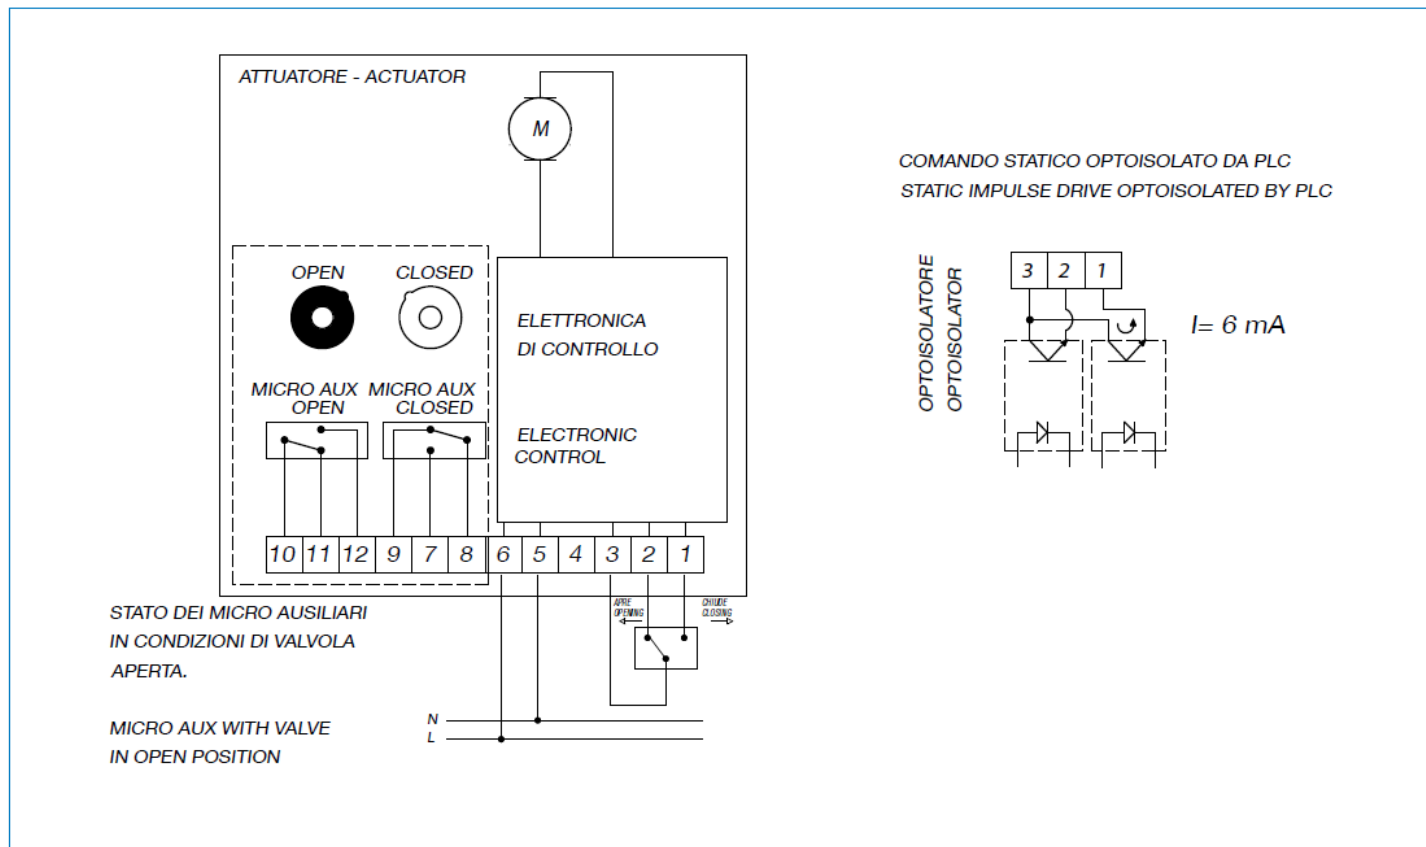 ATTUATORE - ACTUATOR
M
OPEN CLOSED
MICRO AUX OPEN
MICRO AUX CLOSED
ELETTRONICA
DI CONTROLLO
ELECTRONIC
CONTROL
10 11 12 9 7 8 6 5 4 3 2 1
APRE
OPENING
CHIUDE
CLOSING
STATO DEI MICRO AUSILIARI
IN CONDIZIONI DI VALVOLA
APERTA.
MICRO AUX WITH VALVE
IN OPEN POSITION
N
L
COMANDO STATICO OPTOISOLATO DA PLC
STATIC IMPULSE DRIVE OPTOISOLATED BY PLC
OPTOISOLATORE
OPTOISOLATOR
3 2 1
I= 6 mA